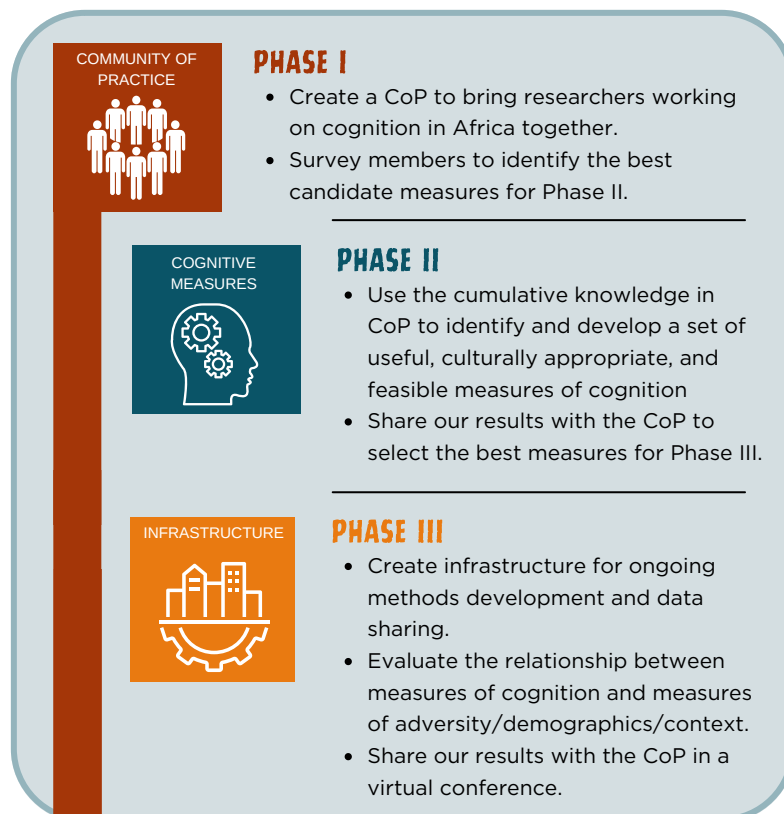 COMMUNITY OF
PRACTICE
PHASE I
• Create a CoP to bring researchers working
on cognition in Africa together.
• Survey members to identify the best
candidate measures for Phase II.
COGNITIVE
MEASURES
PHASE II
• Use the cumulative knowledge in
CoP to identify and develop a set of
useful, culturally appropriate, and
feasible measures of cognition
• Share our results with the CoP to
select the best measures for Phase III.
INFRASTRUCTURE
PHASE III
• Create infrastructure for ongoing
methods development and data
sharing.
• Evaluate the relationship between
measures of cognition and measures
of adversity/demographics/context.
• Share our results with the CoP in a
virtual conference.